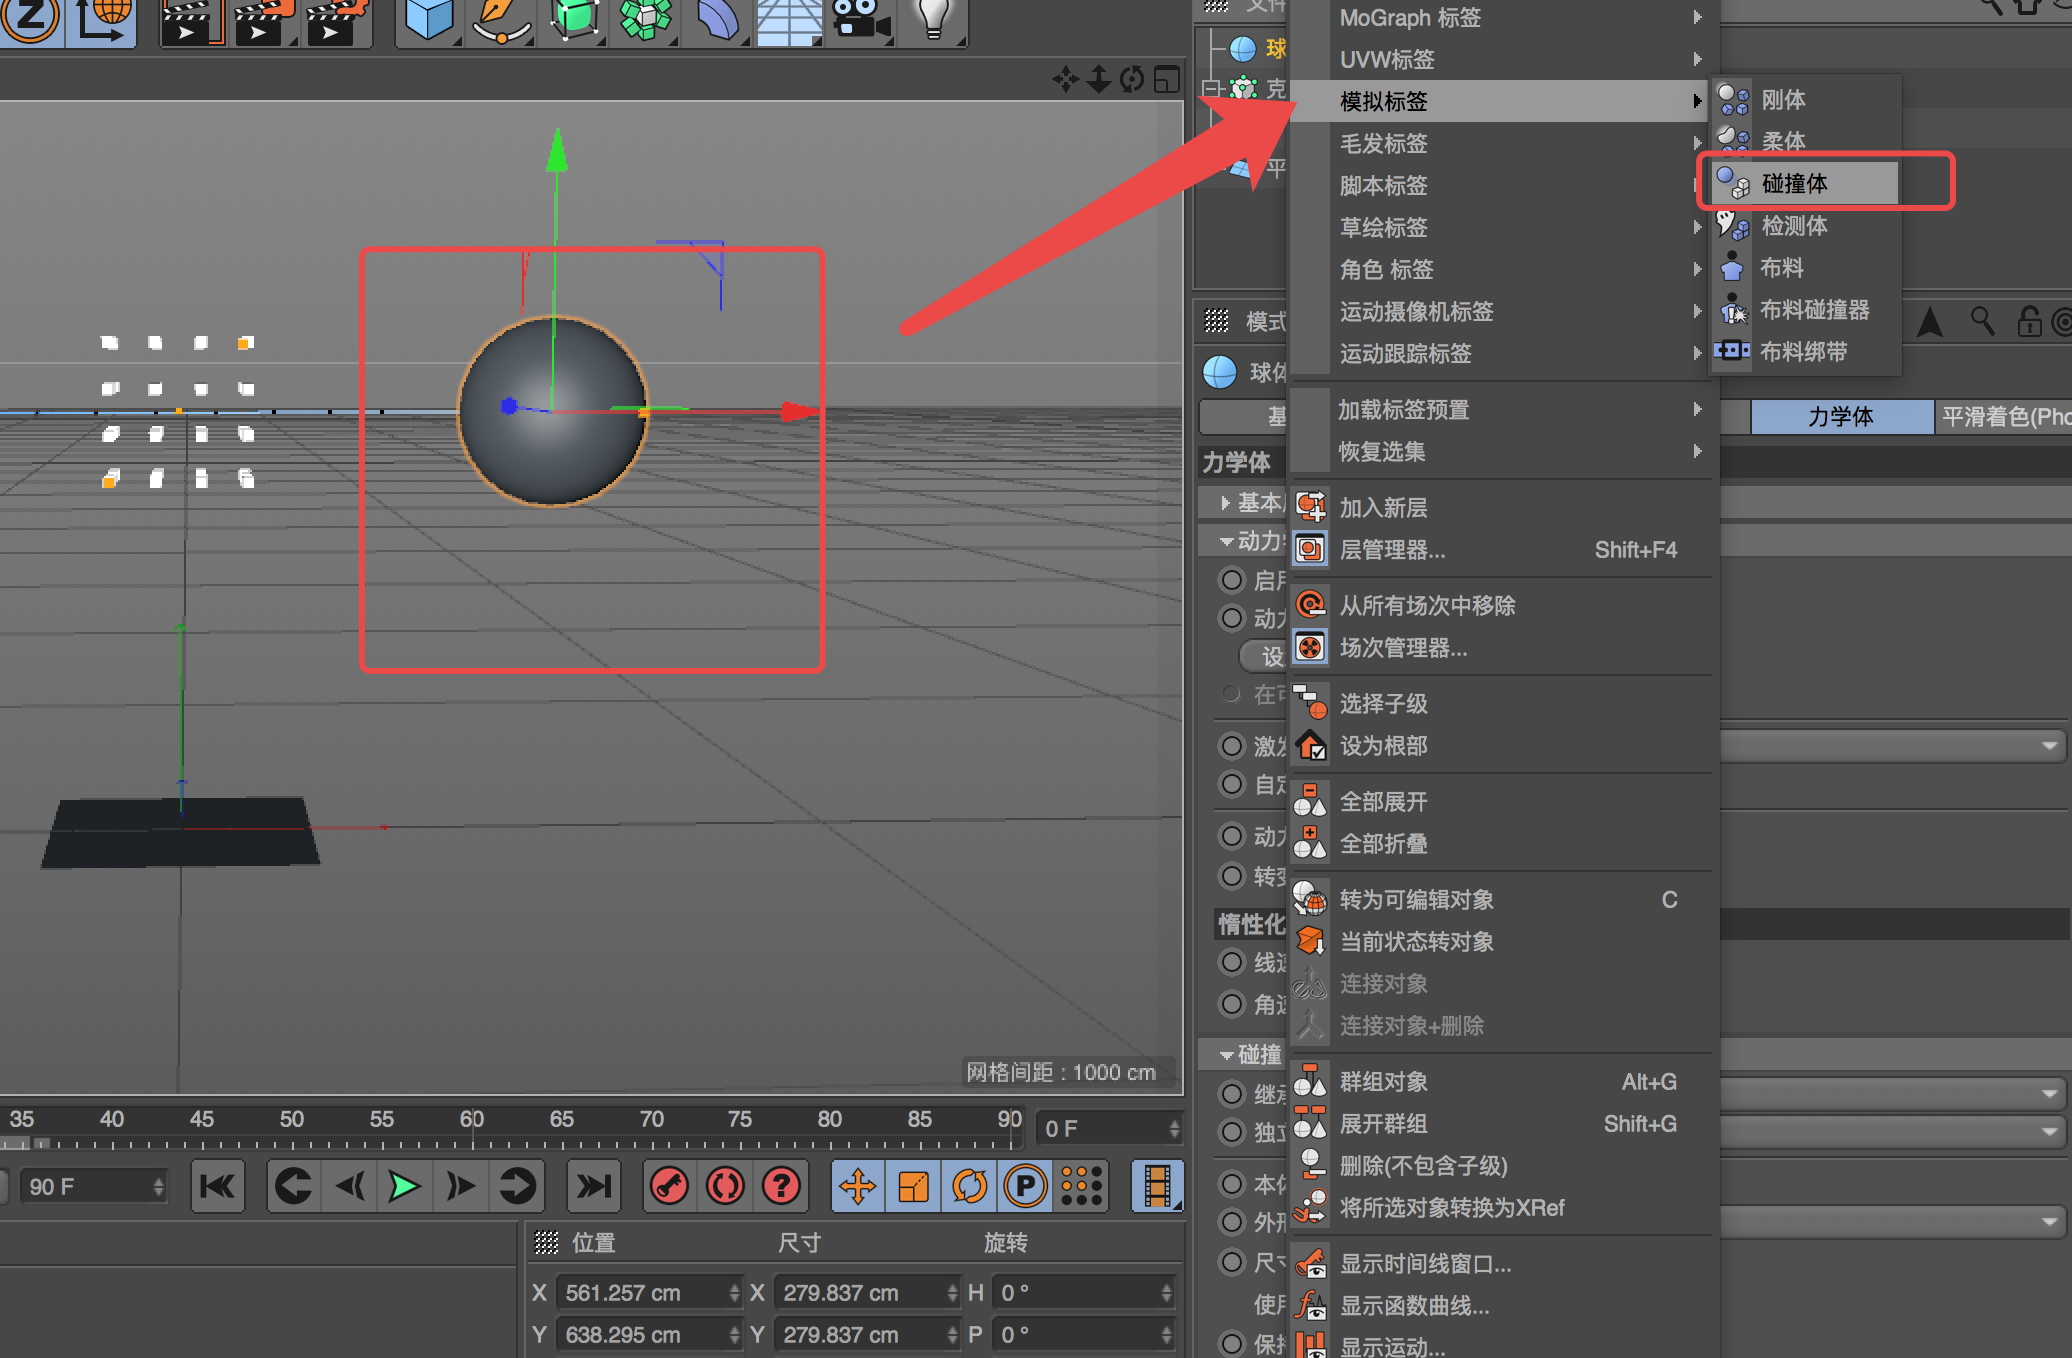 文件
球
克
平
MoGraph 标签
UVW标签
模拟标签
毛发标签
脚本标签
草绘标签
角色 标签
运动摄像机标签
运动跟踪标签
加载标签预置
恢复选集
加入新层
层管理器... Shift+F4
从所有场次中移除
场次管理器...
选择子级
设为根部
全部展开
全部折叠
转为可编辑对象 C
当前状态转对象
连接对象
连接对象+删除
群组对象 Alt+G
展开群组 Shift+G
删除(不包含子级)
将所选对象转换为XRef
显示时间线窗口...
显示函数曲线...
显示运动...
刚体
柔体
碰撞体
检测体
布料
布料碰撞器
布料绑带
模式
球体
基
力学体
平滑着色(Pho
力学体
基本
动力
启用
动力
设
在可
激发
自定
动力
转变
惰性化
线速
角速
碰撞
继承
独立
本体
外形
尺寸
使用
保持
网格间距 : 1000 cm
35 40 45 50 55 60 65 70 75 80 85 90
0 F
90 F
位置 尺寸 旋转
X 561.257 cm X 279.837 cm H 0 °
Y 638.295 cm Y 279.837 cm P 0 °